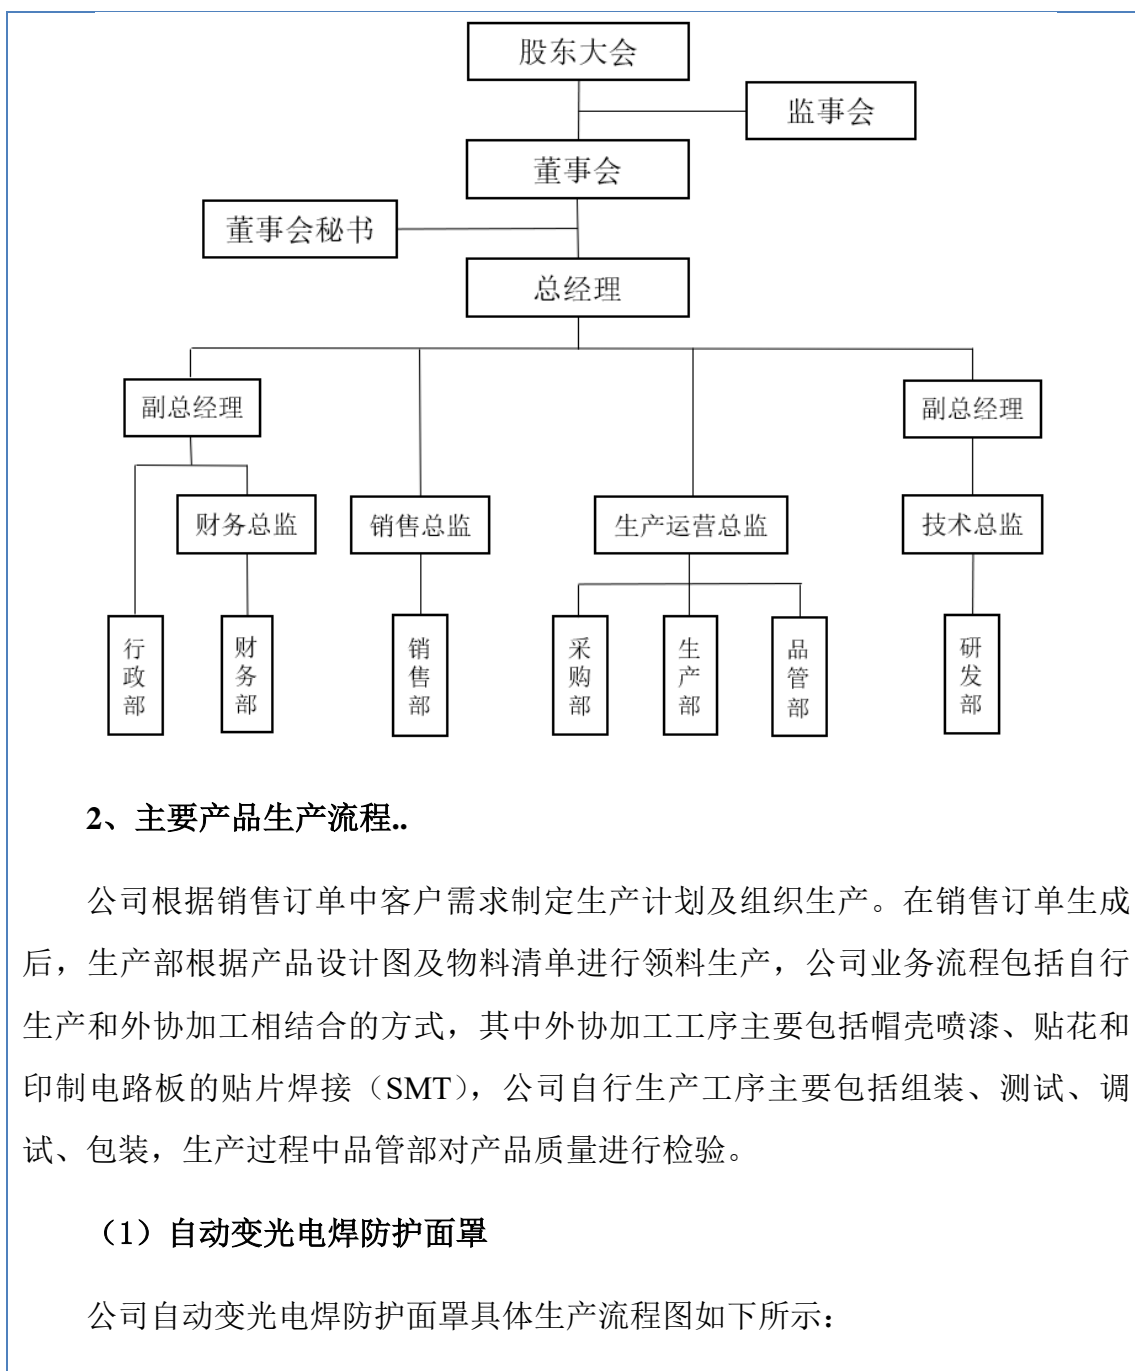 股东大会
监事会
董事会
董事会秘书
总经理
副总经理
副总经理
财务总监
销售总监
生产运营总监
技术总监
行政部
财务部
销售部
采购部
生产部
品管部
研发部
2、主要产品生产流程..
公司根据销售订单中客户需求制定生产计划及组织生产。在销售订单生成
后，生产部根据产品设计图及物料清单进行领料生产，公司业务流程包括自行
生产和外协加工相结合的方式，其中外协加工工序主要包括帽壳喷漆、贴花和
印制电路板的贴片焊接（SMT），公司自行生产工序主要包括组装、测试、调
试、包装，生产过程中品管部对产品质量进行检验。
（1）自动变光电焊防护面罩
公司自动变光电焊防护面罩具体生产流程图如下所示：